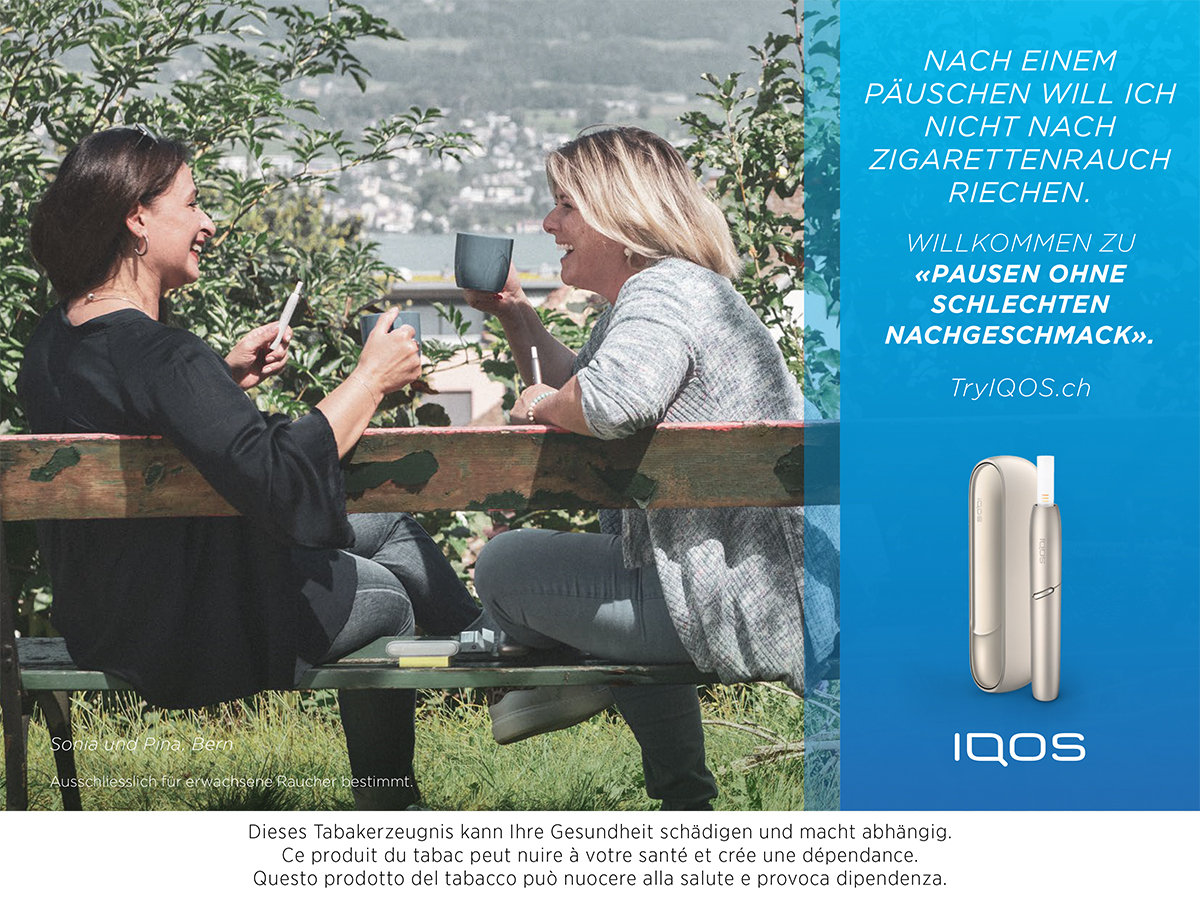 NACH EINEM
PÄUSCHEN WILL ICH
NICHT NACH
ZIGARETTENRAUCH
RIECHEN.
WILLKOMMEN ZU
«PAUSEN OHNE
SCHLECHTEN
NACHGESCHMACK».
TryIQOS.ch
IQOS
IQOS
IQOS
Sonia und Pina, Bern
Ausschliesslich für erwachsene Raucher bestimmt.
Dieses Tabakerzeugnis kann Ihre Gesundheit schädigen und macht abhängig.
Ce produit du tabac peut nuire à votre santé et crée une dépendance.
Questo prodotto del tabacco può nuocere alla salute e provoca dipendenza.